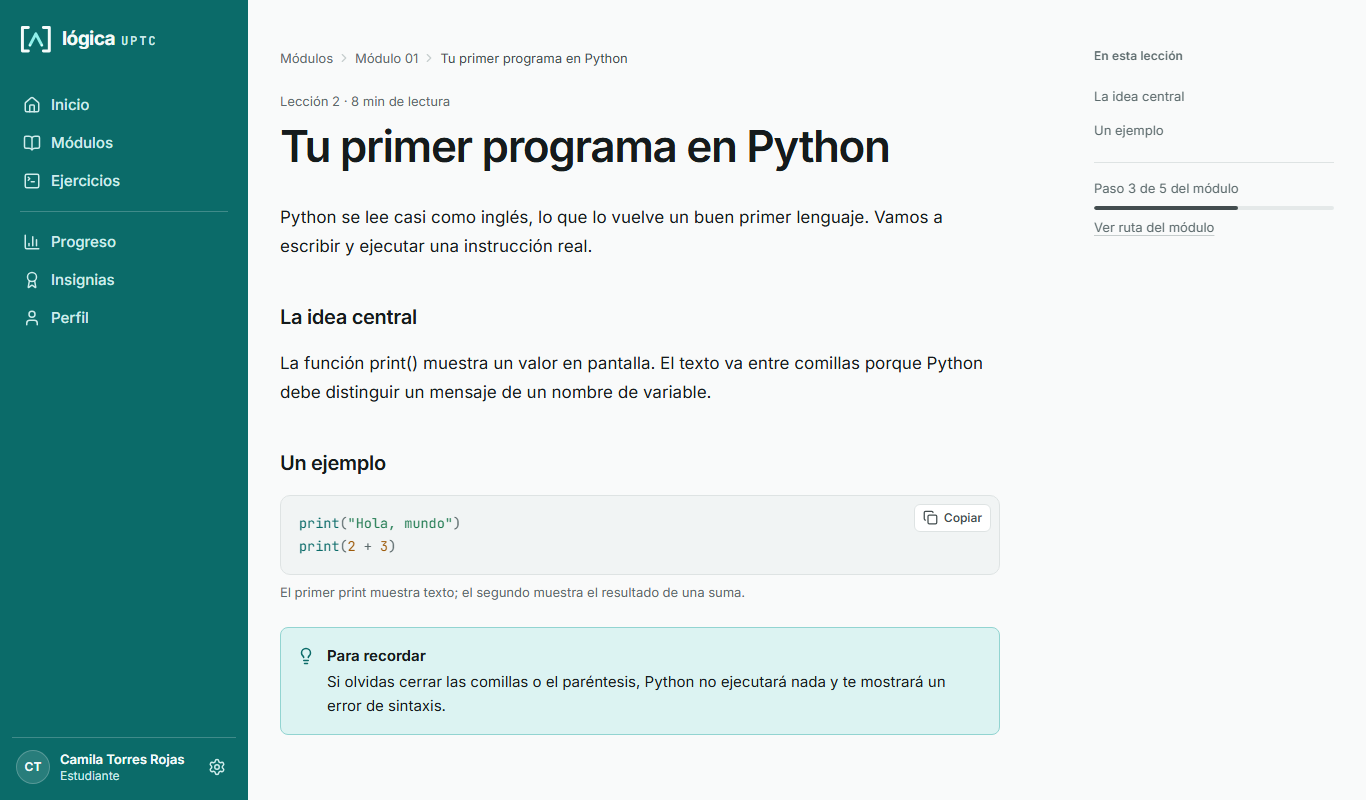 lógica UPTC
Inicio
Módulos
Ejercicios
Progreso
Insignias
Perfil
CT
Camila Torres Rojas
Estudiante
Módulos > Módulo 01 > Tu primer programa en Python
Lección 2 · 8 min de lectura
Tu primer programa en Python
Python se lee casi como inglés, lo que lo vuelve un buen primer lenguaje. Vamos a
escribir y ejecutar una instrucción real.
La idea central
La función print() muestra un valor en pantalla. El texto va entre comillas porque Python
debe distinguir un mensaje de un nombre de variable.
Un ejemplo
print("Hola, mundo")
print(2 + 3)
Copiar
El primer print muestra texto; el segundo muestra el resultado de una suma.
Para recordar
Si olvidas cerrar las comillas o el paréntesis, Python no ejecutará nada y te mostrará un
error de sintaxis.
En esta lección
La idea central
Un ejemplo
Paso 3 de 5 del módulo
Ver ruta del módulo